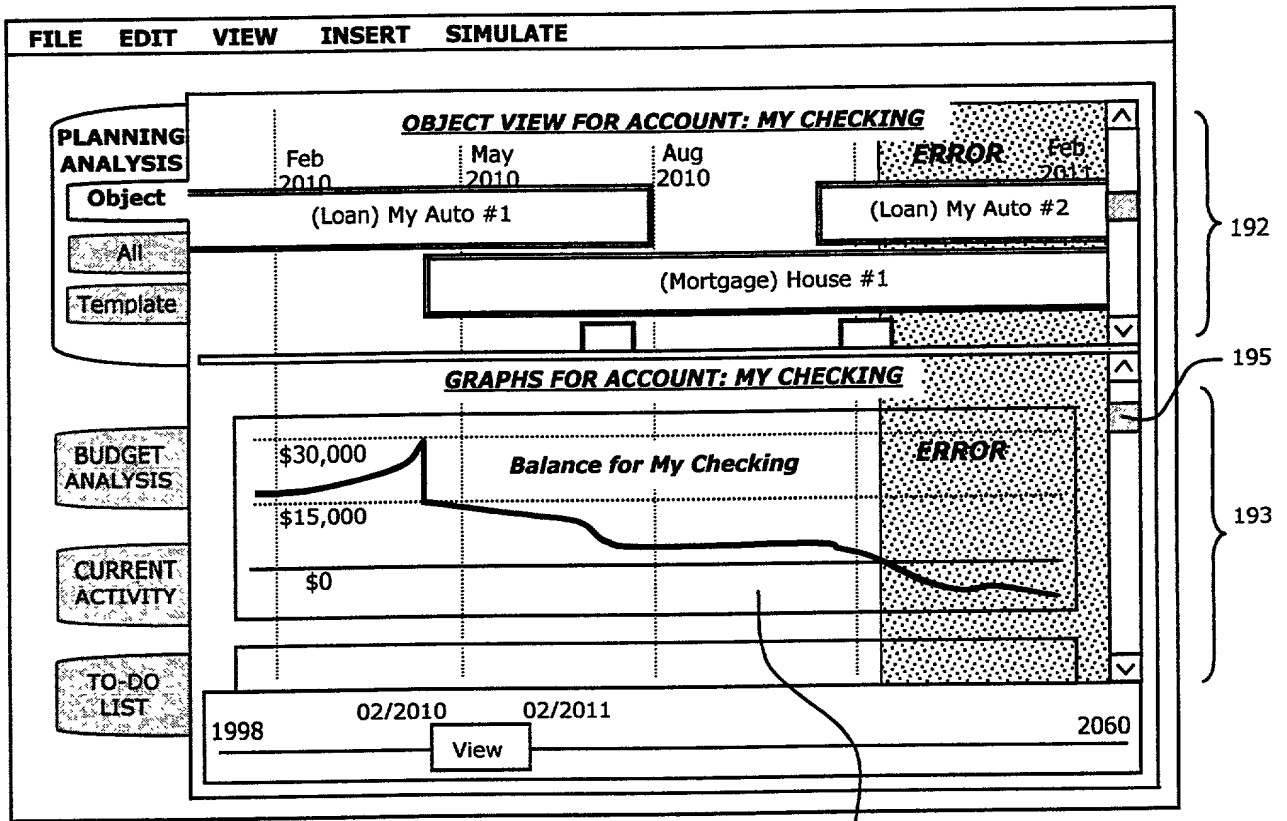 FILE EDIT VIEW INSERT SIMULATE
PLANNING
ANALYSIS
Object
All
Template
BUDGET
ANALYSIS
CURRENT
ACTIVITY
TO-DO
LIST
OBJECT VIEW FOR ACCOUNT: MY CHECKING
ERROR
Feb
2010
May
2010
Aug
2010
Feb
2011
(Loan) My Auto #1
(Loan) My Auto #2
(Mortgage) House #1
GRAPHS FOR ACCOUNT: MY CHECKING
ERROR
$30,000
Balance for My Checking
$15,000
$0
02/2010 02/2011
1998
2060
View
192
195
193